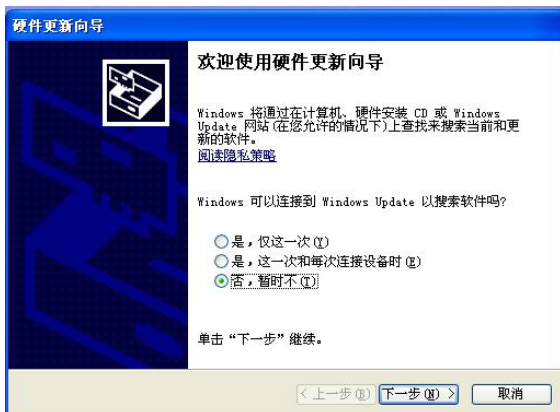 硬件更新向导
欢迎使用硬件更新向导
Windows 将通过在计算机、硬件安装 CD 或 Windows
Update 网站(在您允许的情况下)上查找来搜索当前和更
新的软件。
阅读隐私策略
Windows 可以连接到 Windows Update 以搜索软件吗?
是，仅这一次(Y)
是，这一次和每次连接设备时(E)
否，暂时不(T)
单击“下一步”继续。
< 上一步(B) 下一步(N) > 取消